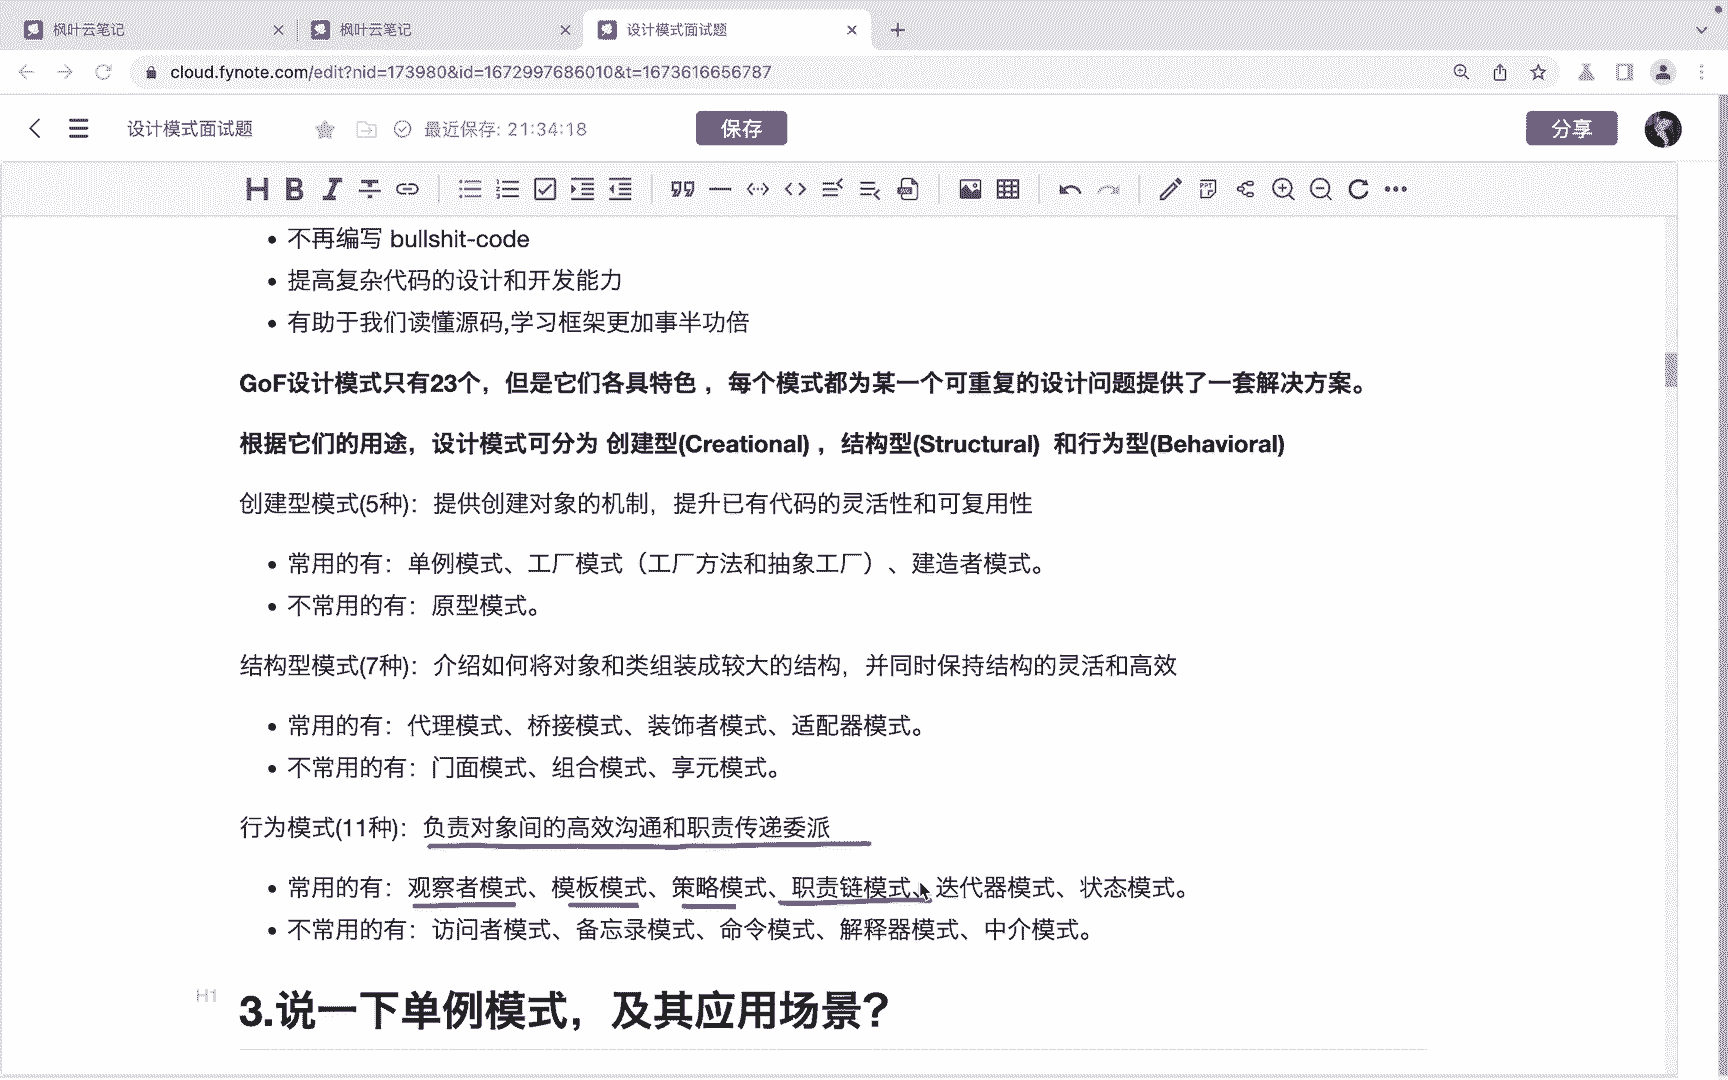 枫叶云笔记
枫叶云笔记
设计模式面试题
cloud.fynote.com/edit?nid=173980&id=1672997686010&t=1673616656787
设计模式面试题
最近保存: 21:34:18
保存
分享
不再编写 bullshit-code
提高复杂代码的设计和开发能力
有助于我们读懂源码,学习框架更加事半功倍
GoF设计模式只有23个，但是它们各具特色 ，每个模式都为某一个可重复的设计问题提供了一套解决方案。
根据它们的用途，设计模式可分为 创建型(Creational) ，结构型(Structural) 和行为型(Behavioral)
创建型模式(5种)：提供创建对象的机制，提升已有代码的灵活性和可复用性
常用的有：单例模式、工厂模式（工厂方法和抽象工厂）、建造者模式。
不常用的有：原型模式。
结构型模式(7种)：介绍如何将对象和类组装成较大的结构，并同时保持结构的灵活和高效
常用的有：代理模式、桥接模式、装饰者模式、适配器模式。
不常用的有：门面模式、组合模式、享元模式。
行为模式(11种)：负责对象间的高效沟通和职责传递委派
常用的有：观察者模式、模板模式、策略模式、职责链模式、迭代器模式、状态模式。
不常用的有：访问者模式、备忘录模式、命令模式、解释器模式、中介模式。
H1
3.说一下单例模式，及其应用场景？